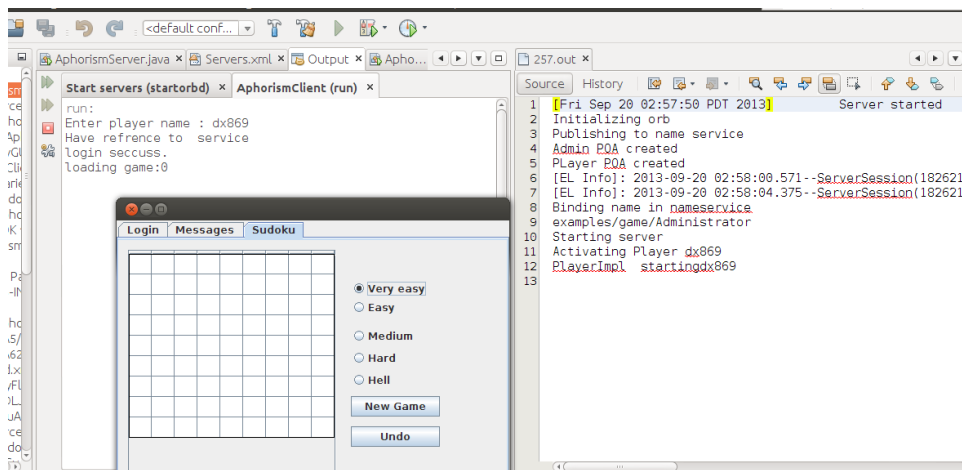 <default conf...
AphorismServer.java × Servers.xml × Output × Apho...
Start servers (startorbd) × AphorismClient (run) ×
run:
Enter player name : dx869
Have refrence to  service
login seccuss.
loading game:0
Login Messages Sudoku
Very easy
Easy
Medium
Hard
Hell
New Game
Undo
257.out ×
Source History
1 [Fri Sep 20 02:57:50 PDT 2013] Server started
2 Initializing orb
3 Publishing to name service
4 Admin POA created
5 PLayer POA created
6 [EL Info]: 2013-09-20 02:58:00.571--ServerSession(182621
7 [EL Info]: 2013-09-20 02:58:04.375--ServerSession(182621
8 Binding name in nameservice
9 examples/game/Administrator
10 Starting server
11 Activating Player dx869
12 PlayerImpl  startingdx869
13